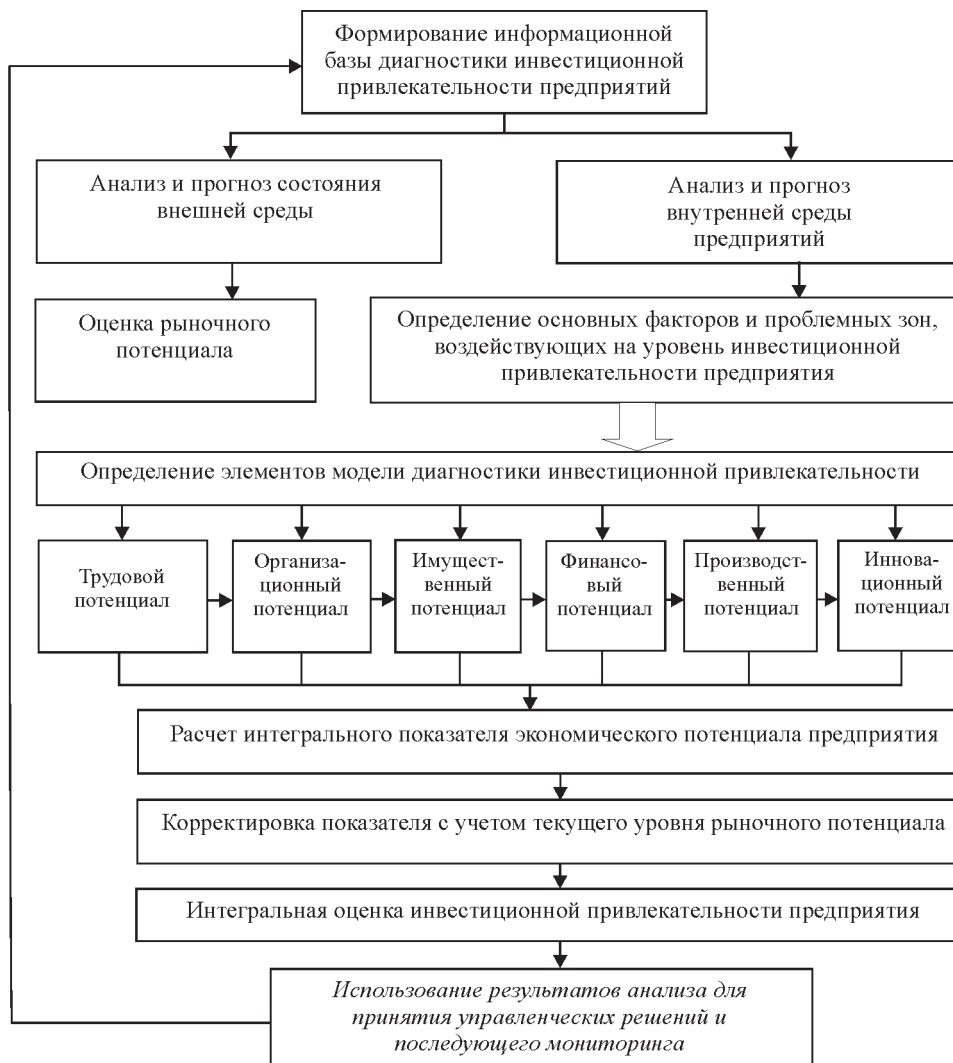 Формирование информационной
базы диагностики инвестиционной
привлекательности предприятий
Анализ и прогноз состояния
внешней среды
Анализ и прогноз
внутренней среды
предприятий
Оценка рыночного
потенциала
Определение основных факторов и проблемных зон,
воздействующих на уровень инвестиционной
привлекательности предприятия
Определение элементов модели диагностики инвестиционной привлекательности
Трудовой
потенциал
Организа-
ционный
потенциал
Имущест-
венный
потенциал
Финансо-
вый
потенциал
Производст-
венный
потенциал
Иннова-
ционный
потенциал
Расчет интегрального показателя экономического потенциала предприятия
Корректировка показателя с учетом текущего уровня рыночного потенциала
Интегральная оценка инвестиционной привлекательности предприятия
Использование результатов анализа для
принятия управленческих решений и
последующего мониторинга